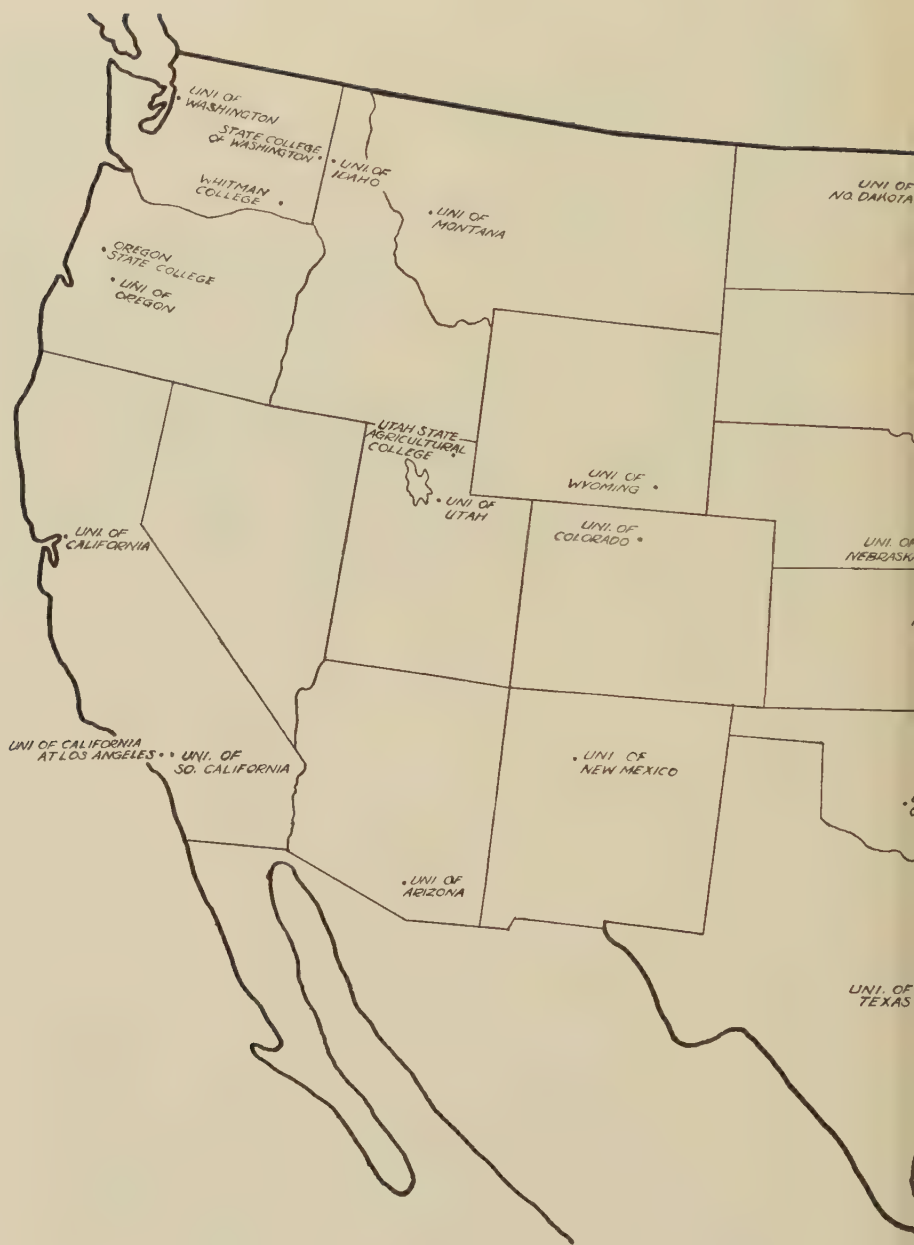 UNI OF
WASHINGTON
STATE COLLEGE
OF WASHINGTON
UNI. OF
IDAHO
WHITMAN
COLLEGE
UNI OF
MONTANA
UNI OF
NO. DAKOTA
OREGON
STATE COLLEGE
UNI. OF
OREGON
UTAH STATE
AGRICULTURAL
COLLEGE
UNI OF
WYOMING
UNI. OF
UTAH
UNI. OF
CALIFORNIA
UNI. OF
COLORADO
UNI. OF
NEBRASKA
UNI OF CALIFORNIA
AT LOS ANGELES
UNI. OF
SO. CALIFORNIA
UNI. OF
NEW MEXICO
UNI OF
ARIZONA
UNI. OF
TEXAS